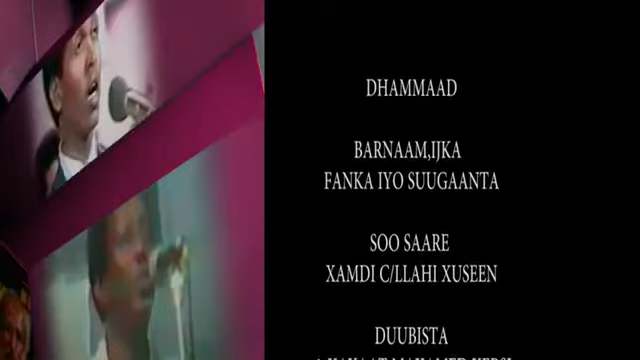 DHAMMAAD
BARNAAM,IJKA
FANKA IYO SUUGAANTA
SOO SAARE
XAMDI C/LLAHI XUSEEN
DUUBISTA